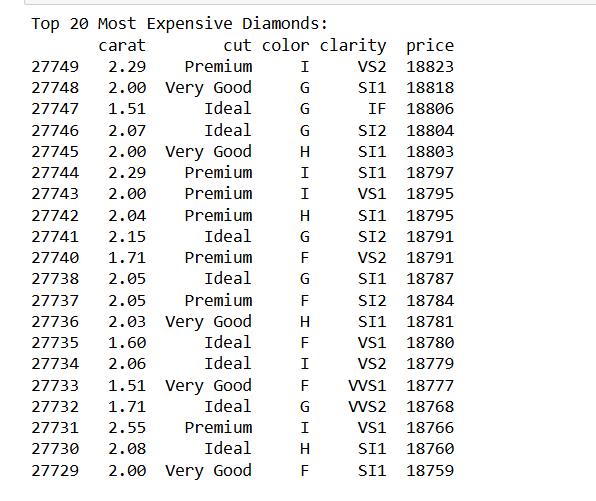 Top 20 Most Expensive Diamonds:
carat cut color clarity price
27749 2.29 Premium I VS2 18823
27748 2.00 Very Good G SI1 18818
27747 1.51 Ideal G IF 18806
27746 2.07 Ideal G SI2 18804
27745 2.00 Very Good H SI1 18803
27744 2.29 Premium I SI1 18797
27743 2.00 Premium I VS1 18795
27742 2.04 Premium H SI1 18795
27741 2.15 Ideal G SI2 18791
27740 1.71 Premium F VS2 18791
27738 2.05 Ideal G SI1 18787
27737 2.05 Premium F SI2 18784
27736 2.03 Very Good H SI1 18781
27735 1.60 Ideal F VS1 18780
27734 2.06 Ideal I VS2 18779
27733 1.51 Very Good F VVS1 18777
27732 1.71 Ideal G VVS2 18768
27731 2.55 Premium I VS1 18766
27730 2.08 Ideal H SI1 18760
27729 2.00 Very Good F SI1 18759